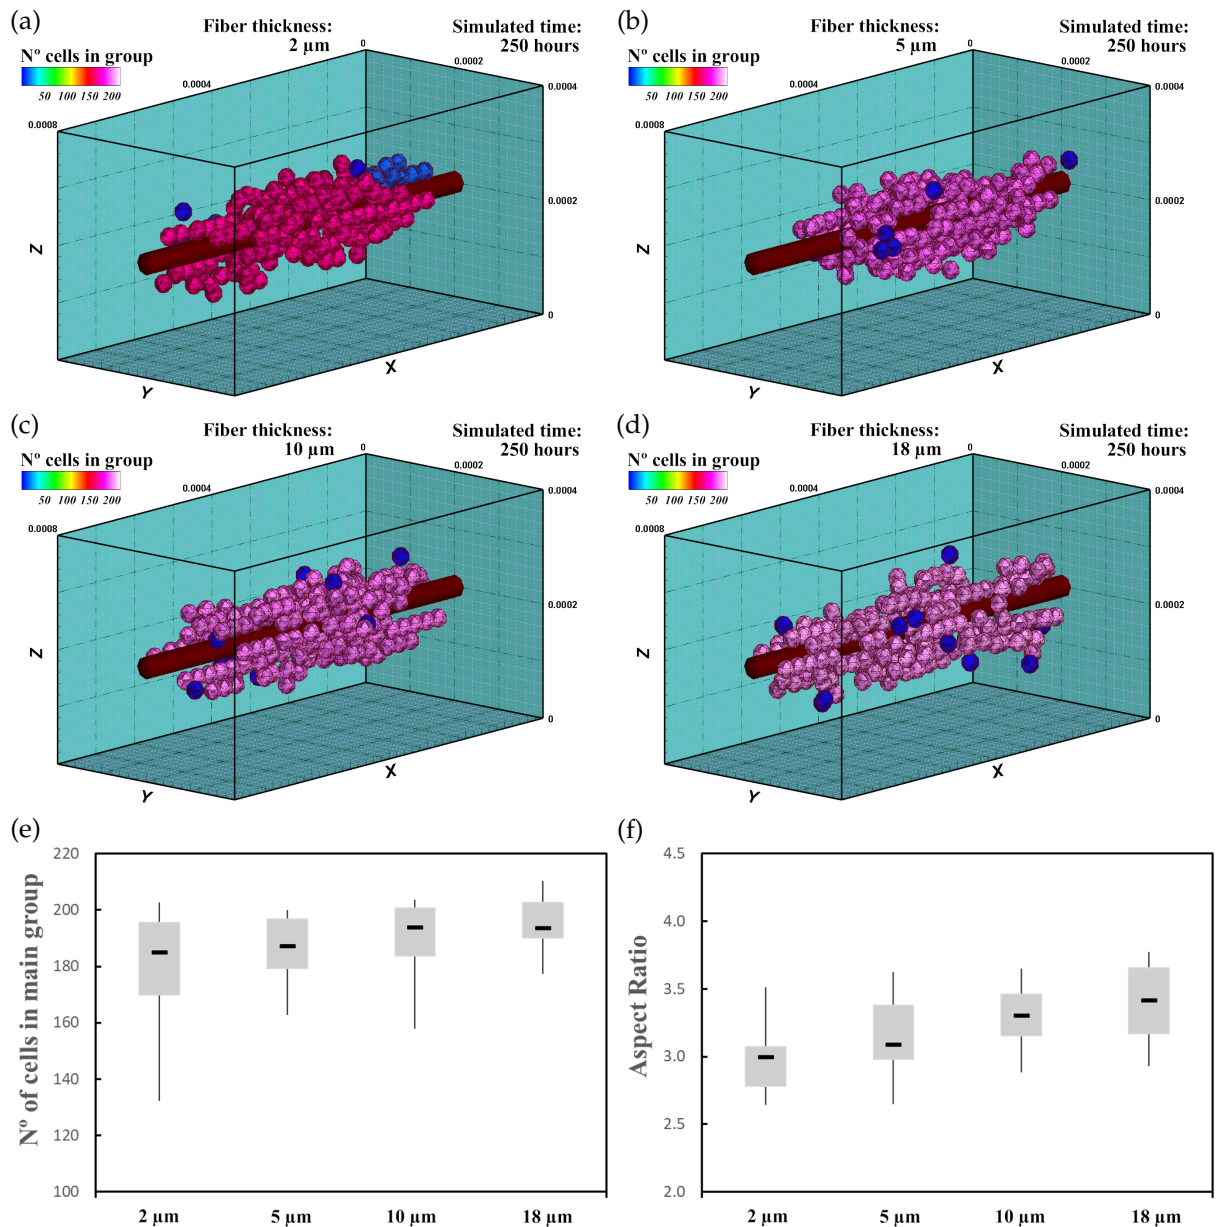 (a)
Fiber thickness:
2 µm
Simulated time:
250 hours
Nº cells in group
50 100 150 200
0
0.0002
0.0004
0.0004
0.0008
0.0002
0
Z
Y
X
(b)
Fiber thickness:
5 µm
Simulated time:
250 hours
Nº cells in group
50 100 150 200
0
0.0002
0.0004
0.0004
0.0008
0.0002
0
Z
Y
X
(c)
Fiber thickness:
10 µm
Simulated time:
250 hours
Nº cells in group
50 100 150 200
0
0.0002
0.0004
0.0004
0.0008
0.0002
0
Z
Y
X
(d)
Fiber thickness:
18 µm
Simulated time:
250 hours
Nº cells in group
50 100 150 200
0
0.0002
0.0004
0.0004
0.0008
0.0002
0
Z
Y
X
(e)
Nº of cells in main group
220
200
180
160
140
120
100
2 µm 5 µm 10 µm 18 µm
(f)
Aspect Ratio
4.5
4.0
3.5
3.0
2.5
2.0
2 µm 5 µm 10 µm 18 µm